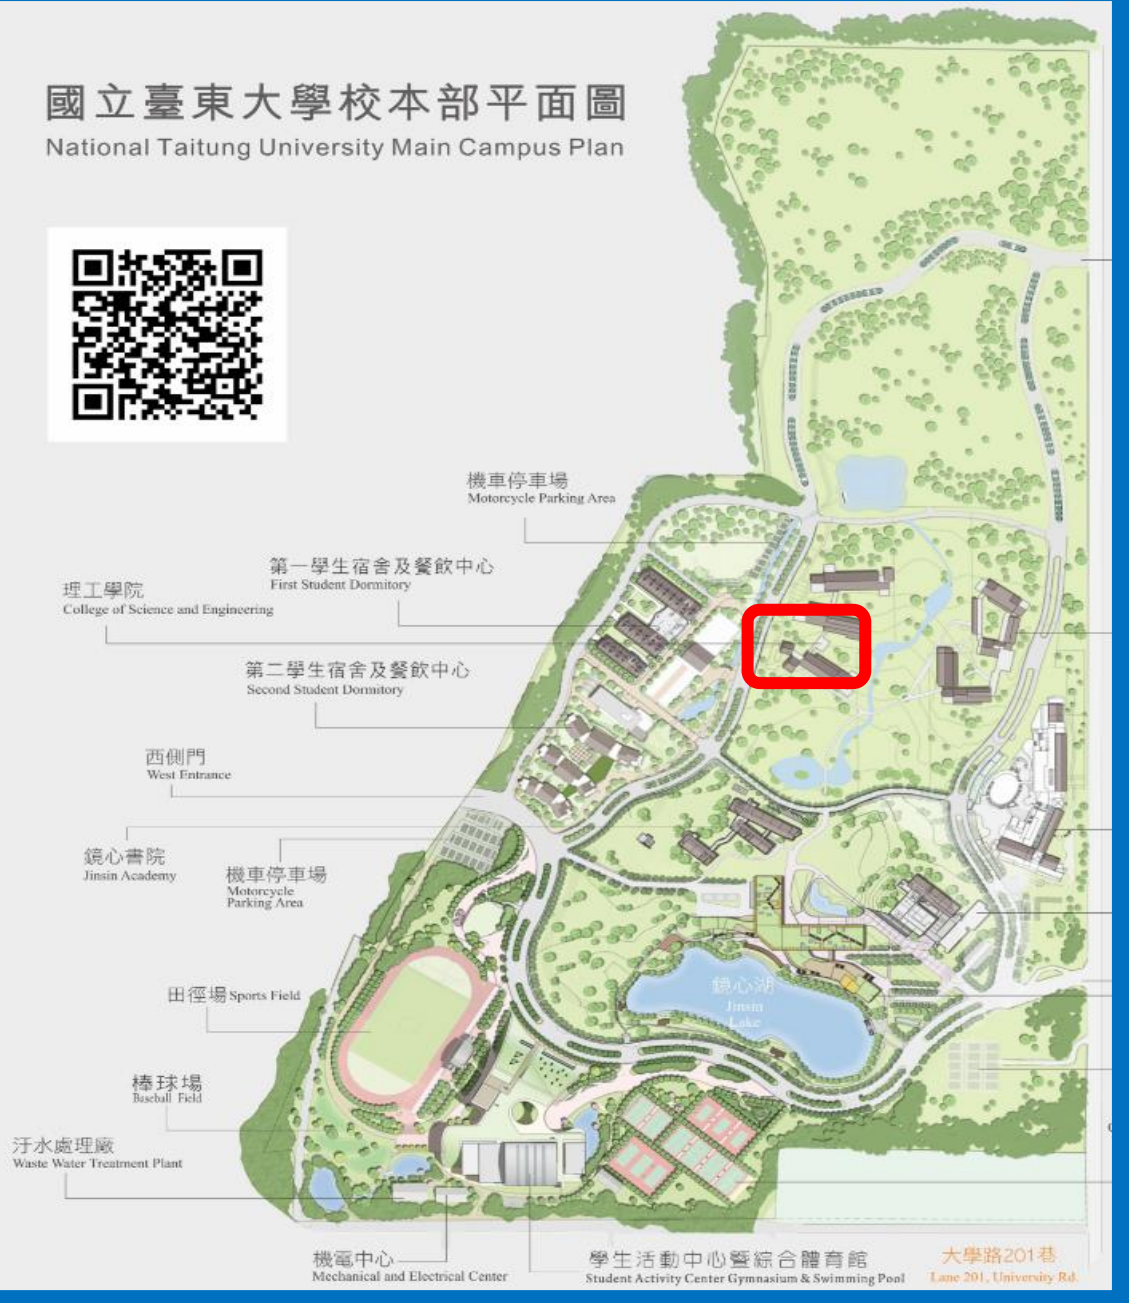 國立臺東大學校本部平面圖
National Taitung University Main Campus Plan
機車停車場
Motorcycle Parking Area
第一學生宿舍及餐飲中心
First Student Dormitory
理工學院
College of Science and Engineering
第二學生宿舍及餐飲中心
Second Student Dormitory
西側門
West Entrance
鏡心書院
Jinsin Academy
機車停車場
Motorcycle
Parking Area
鏡心湖
Jinsin
Lake
田徑場 Sports Field
棒球場
Baseball Field
汙水處理廠
Waste Water Treatment Plant
機電中心
Mechanical and Electrical Center
學生活動中心暨綜合體育館
Student Activity Center Gymnasium & Swimming Pool
大學路201巷
Lane 201, University Rd.